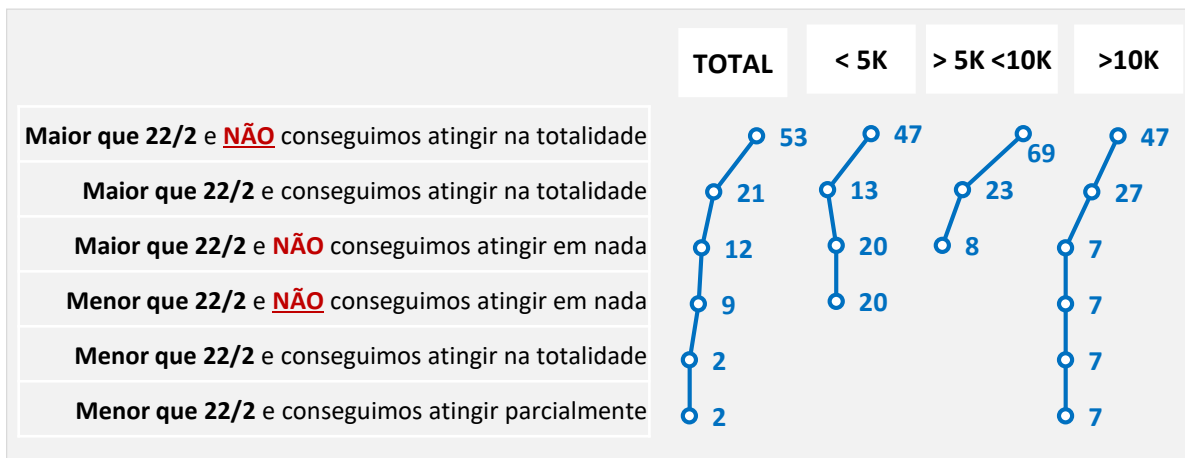 TOTAL < 5K > 5K <10K >10K
Maior que 22/2 e NÃO conseguimos atingir na totalidade 53 47 69 47
Maior que 22/2 e conseguimos atingir na totalidade 21 13 23 27
Maior que 22/2 e NÃO conseguimos atingir em nada 12 20 8 7
Menor que 22/2 e NÃO conseguimos atingir em nada 9 20 7
Menor que 22/2 e conseguimos atingir na totalidade 2 7
Menor que 22/2 e conseguimos atingir parcialmente 2 7